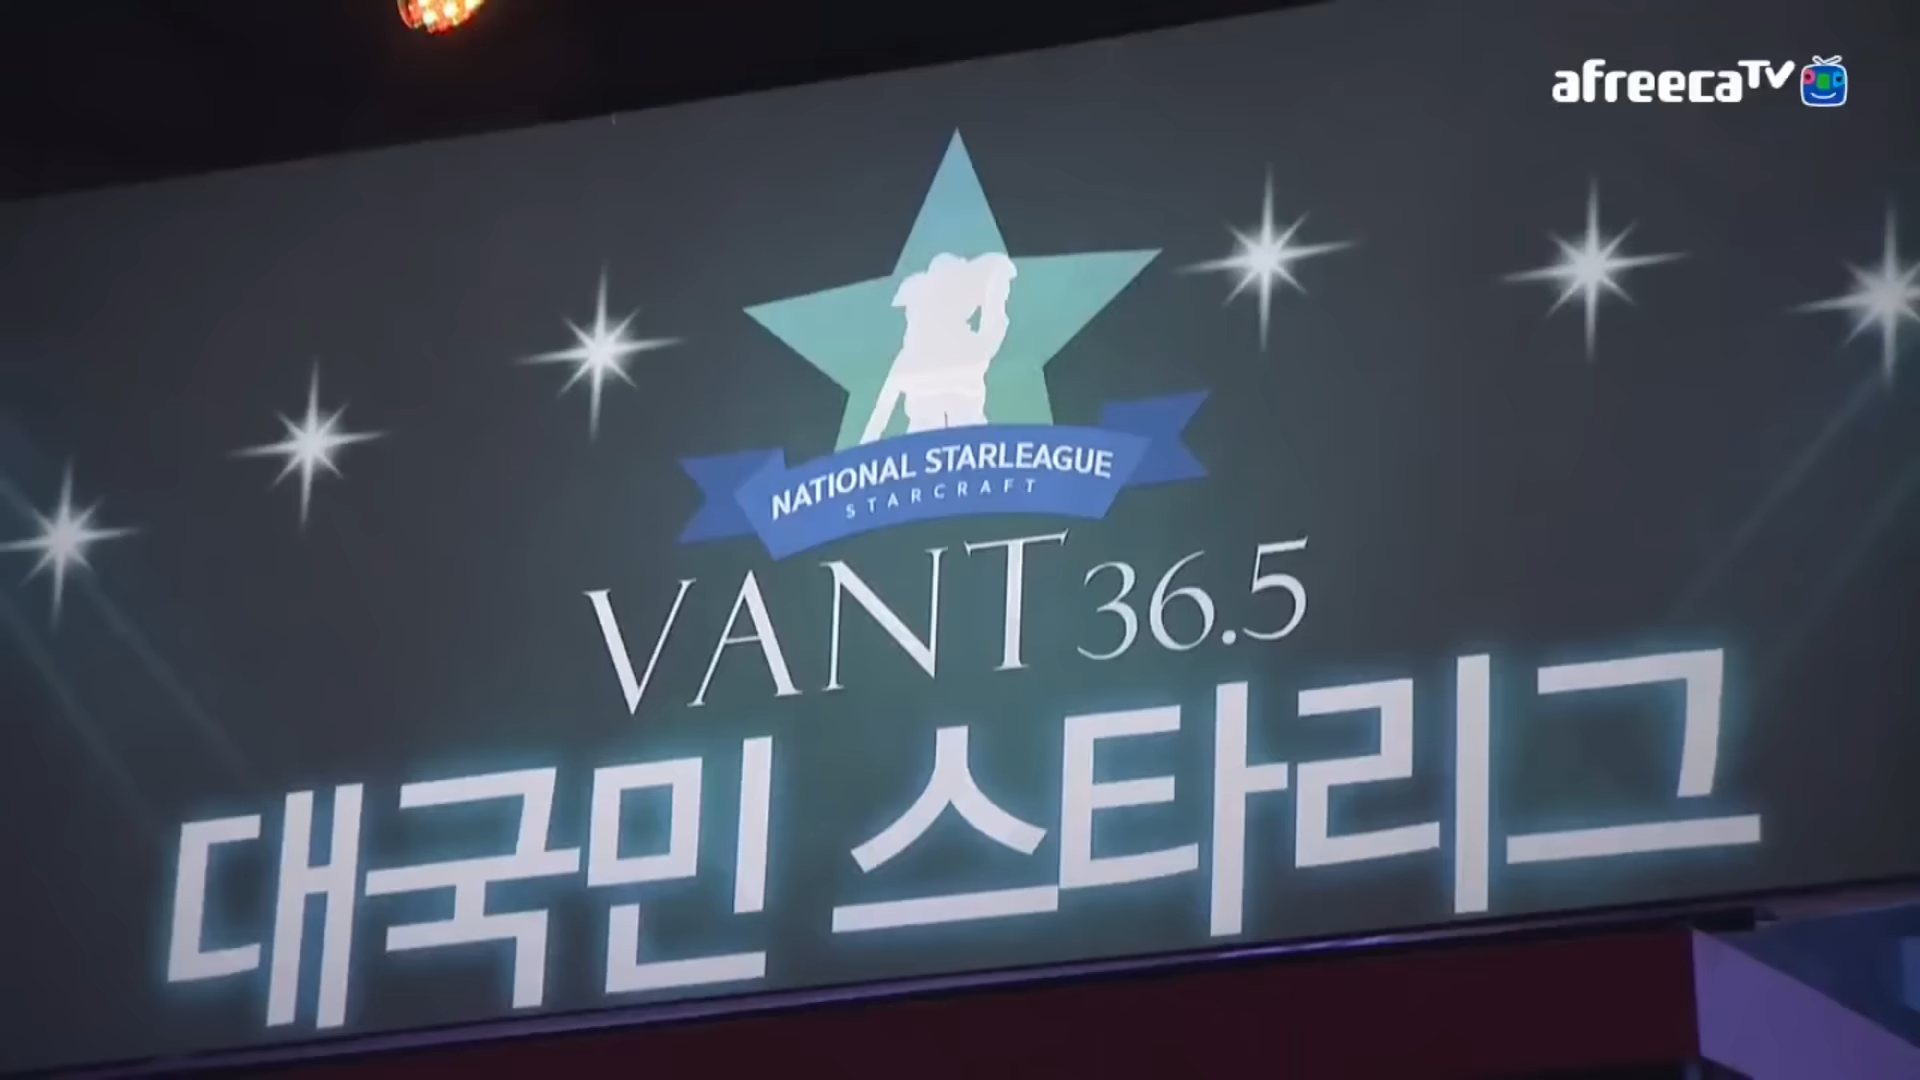 afreecaTV
NATIONAL STARLEAGUE
STARCRAFT
VANT 36.5
대국민 스타리그